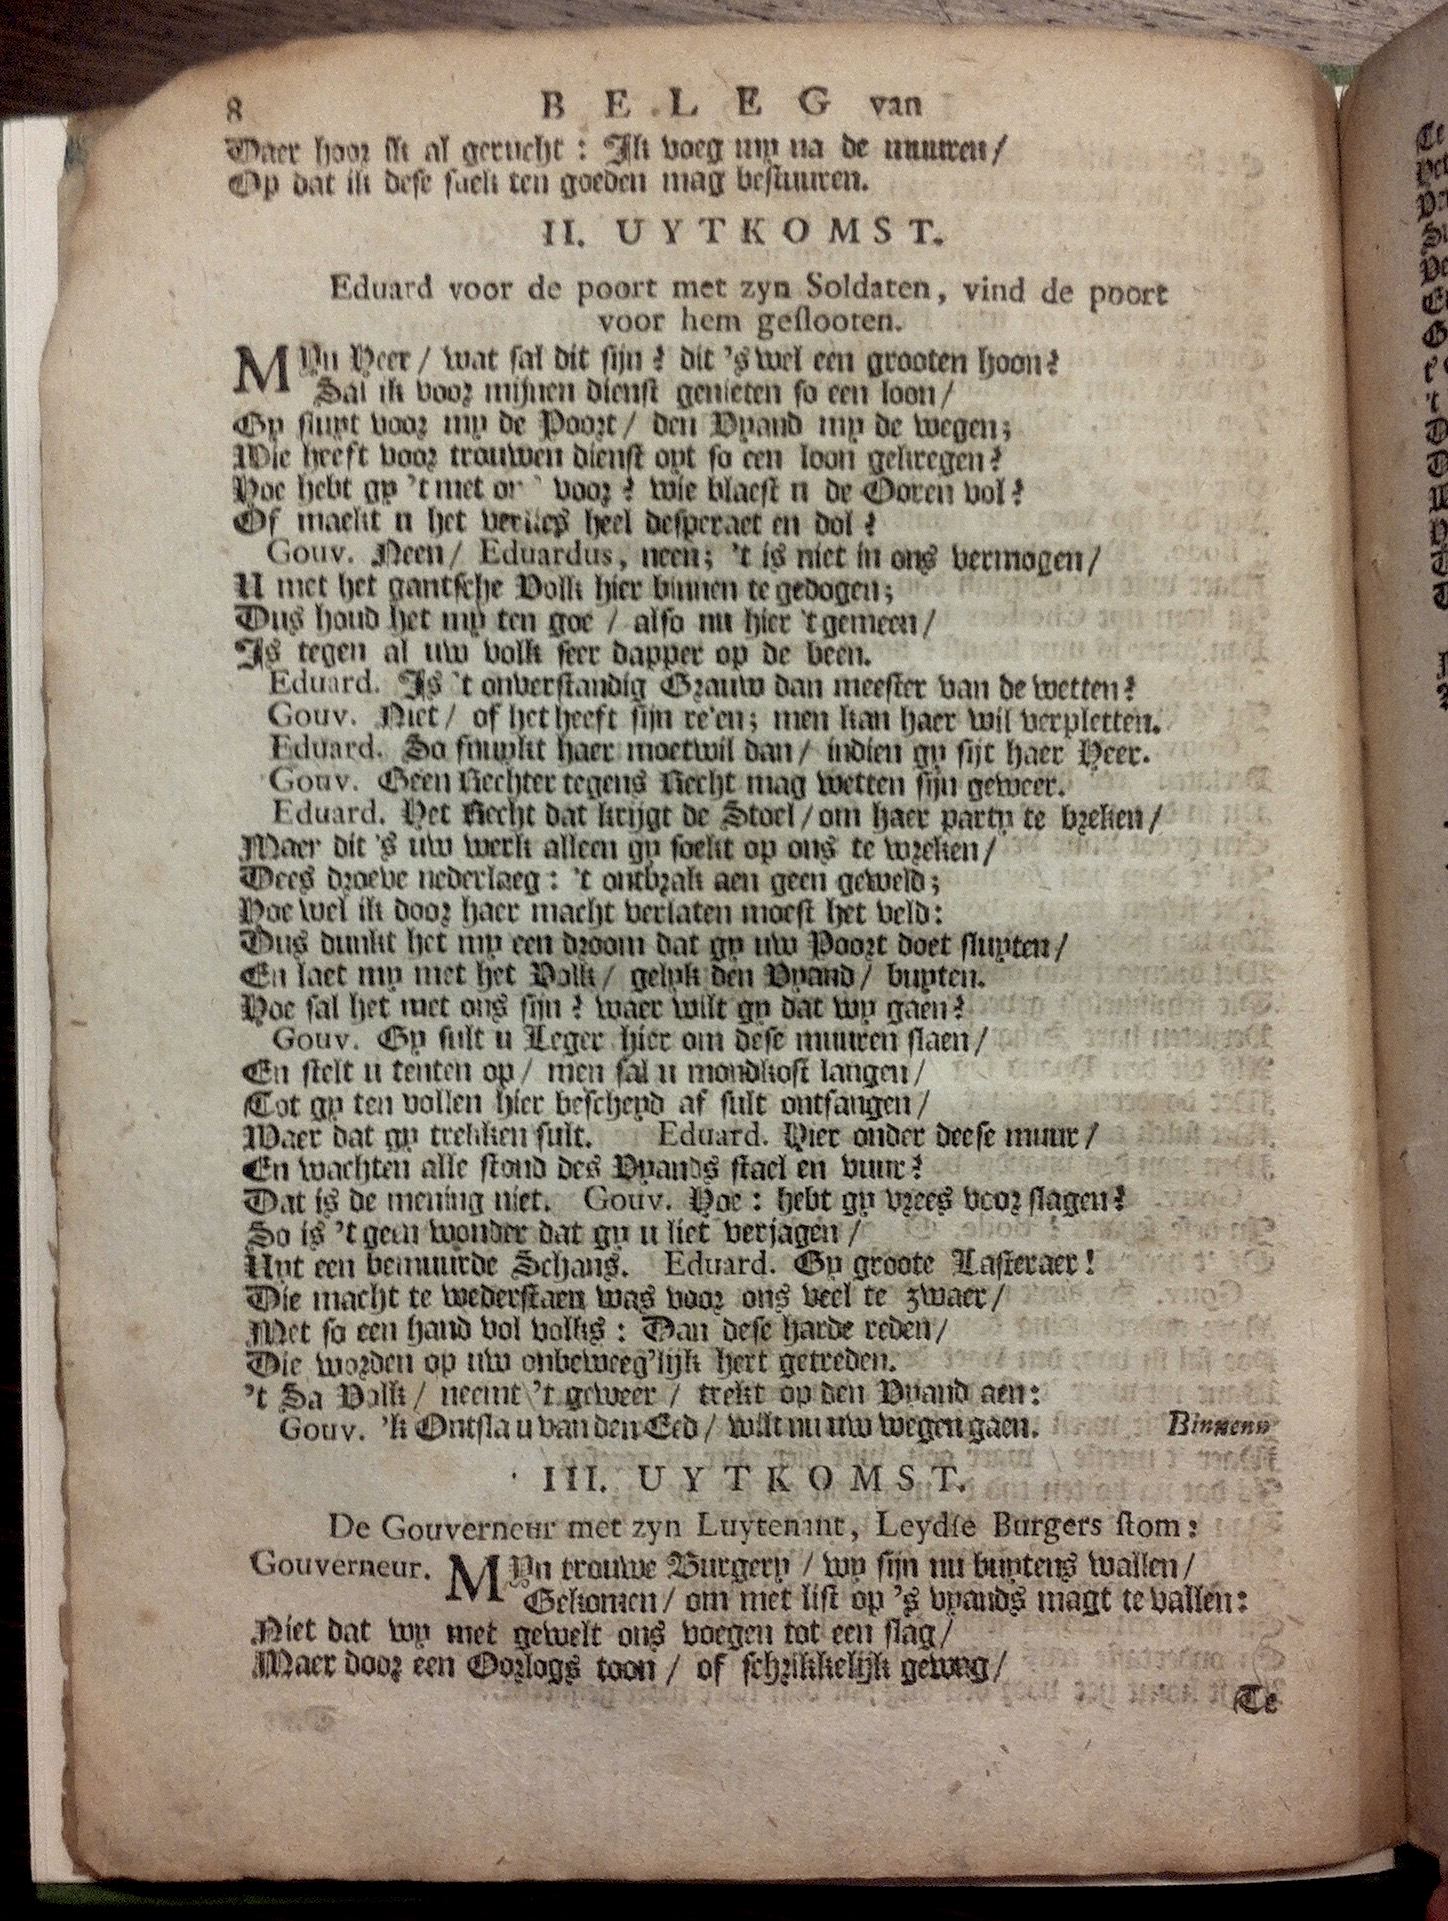 8 BELEG van
Daer hoor ik al gerucht : Ik voeg my na de muuren /
Op dat ik dese saek ten goeden mag bestuuren.
II. UYTKOMST.
Eduard voor de poort met zyn Soldaten, vind de poort
voor hem geslooten.
MYn Heer / wat sal dit sijn? dit 's wel een grooten hoon?
Sal ik voor mijnen dienst genieten so een loon /
Gy sluyt voor my de Poort / den Vyand my de wegen;
Wie heeft voor trouwen dienst oyt so een loon gekregen?
Hoe hebt gy 't met voor? wie blaest u de Ooren vol?
Of maekt u het verlies heel desperaet en dol?
Gouv. Neen / Eduardus, neen; 't is niet in ons vermogen /
U met het gantsche Volk hier binnen te gedogen;
Dus houd het my ten goe / also nu hier 't gemeen /
Is tegen al uw volk seer dapper op de been.
Eduard. Is 't onverstandig Grauw dan meester van de wetten?
Gouv. Niet / of het heeft sijn re'en; men kan haer wil verpletten.
Eduard. So smuykt haer moetwil dan / indien gy sijt haer Heer.
Gouv. Geen Rechter tegens Recht mag wetten sijn geweer.
Eduard. Het Recht dat krijgt de Stoel / om haer party te breken /
Maer dit 's uw werk alleen gy soekt op ons te wreken /
Dees droeve nederlaeg : 't ontbrak aen geen geweld;
Hoe wel ik door haer macht verlaten moest het veld:
Dus dunkt het my een droom dat gy uw Poort doet sluyten /
En laet my met het Volk / gelyk den Vyand / buyten.
Hoe sal het met ons sijn? waer wilt gy dat wy gaen?
Gouv. Gy sult u Leger hier om dese muuren slaen /
En stelt u tenten op / men sal u mondkost langen /
Tot gy ten vollen hier bescheyd af sult ontfangen /
Waer dat gy trekken sult. Eduard. Hier onder deese muur /
En wachten alle stond des Vyands stael en vuur?
Dat is de mening niet. Gouv. Hoe : hebt gy vrees voor slagen?
So is 't geen wonder dat gy u liet verjagen /
Uyt een bemuurde Schans. Eduard. Gy groote Lasteraer!
Die macht te wederstaen was voor ons veel te zwaer /
Met so een hand vol volks : Dan dese harde reden /
Die worden op uw onbeweeg'lijk hert getreden.
't Sa Volk / neemt 't geweer / trekt op den Vyand aen:
Gouv. 'k Ontsla u van den Eed / wilt nu uw wegen gaen. Binnenn
III. UYTKOMST.
De Gouverneur met zyn Luytenant, Leydse Burgers stom:
Gouverneur. MYn trouwe Burgery / wy sijn nu buytens wallen /
Gekomen / om met list op 's vyands magt te vallen:
Niet dat wy met gewelt ons voegen tot een slag /
Maer door een Oorlogs toon / of schrikkelijk gewag /
Te